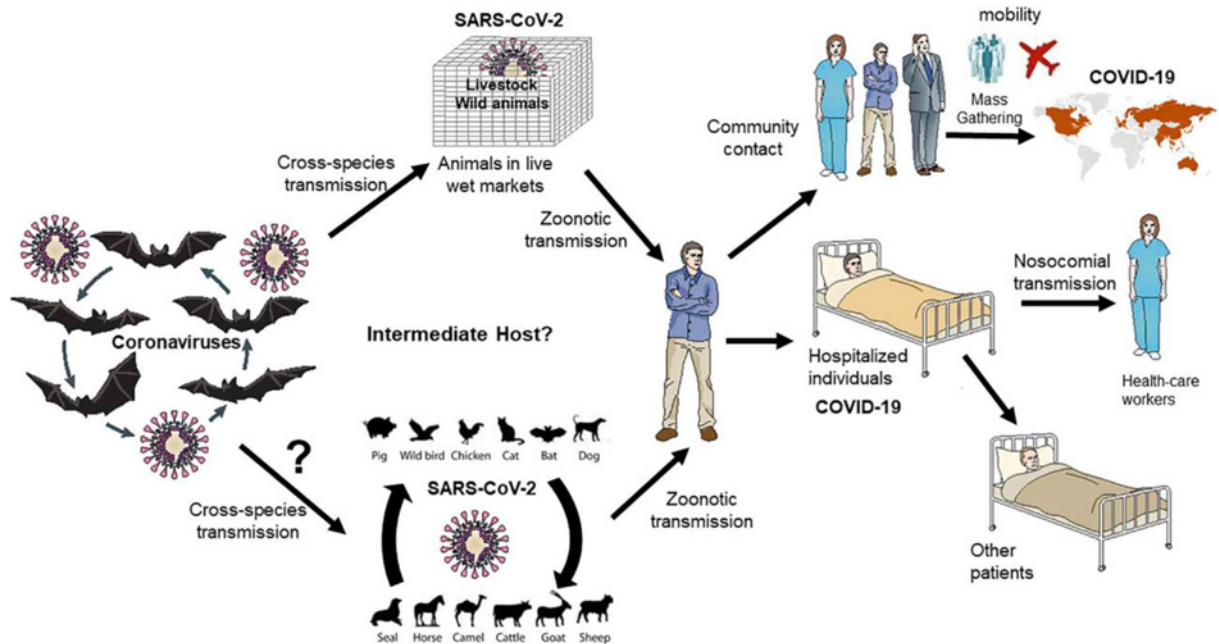 SARS-CoV-2
Livestock
Wild animals
Animals in live
wet markets
Cross-species
transmission
Zoonotic
transmission
Coronaviruses
Intermediate Host?
?
Cross-species
transmission
Pig Wild bird Chicken Cat Bat Dog
SARS-CoV-2
Seal Horse Camel Cattle Goat Sheep
Zoonotic
transmission
Community
contact
mobility
Mass
Gathering
COVID-19
Hospitalized
individuals
COVID-19
Nosocomial
transmission
Health-care
workers
Other
patients